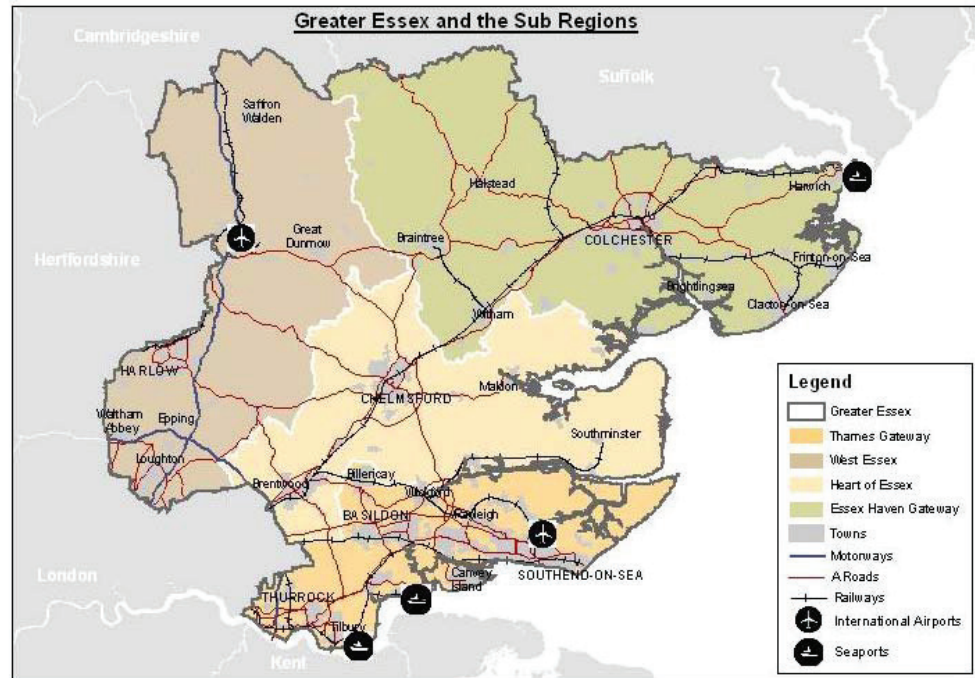 Greater Essex and the Sub Regions
Cambridgeshire
Suffolk
Saffron
Walden
Halstead
Harwich
Great
Dunmow
Braintree
COLCHESTER
Hertfordshire
Frinton-on-Sea
Brightlingsea
Clacton-on-Sea
Witham
HARLOW
Maldon
CHELMSFORD
Waltham
Abbey
Epping
Southminster
Loughton
Billericay
Brentwood
Wickford
BASILDON
Rayleigh
London
Canvey
Island
SOUTHEND-ON-SEA
THURROCK
Tilbury
Kent
Legend
Greater Essex
Thames Gateway
West Essex
Heart of Essex
Essex Haven Gateway
Towns
Motorways
A Roads
Railways
International Airports
Seaports